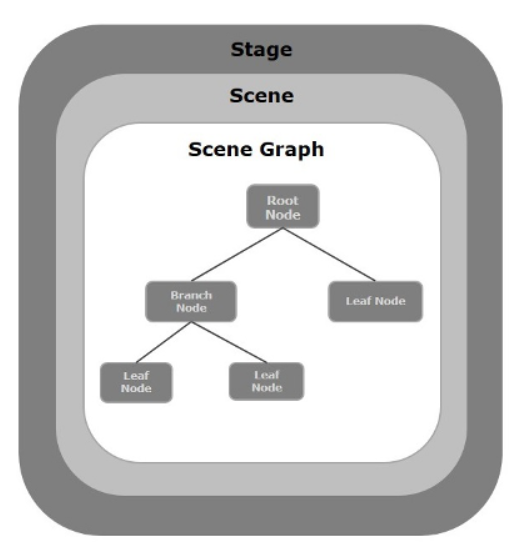 Stage
Scene
Scene Graph
Root
Node
Branch
Node
Leaf Node
Leaf
Node
Leaf
Node